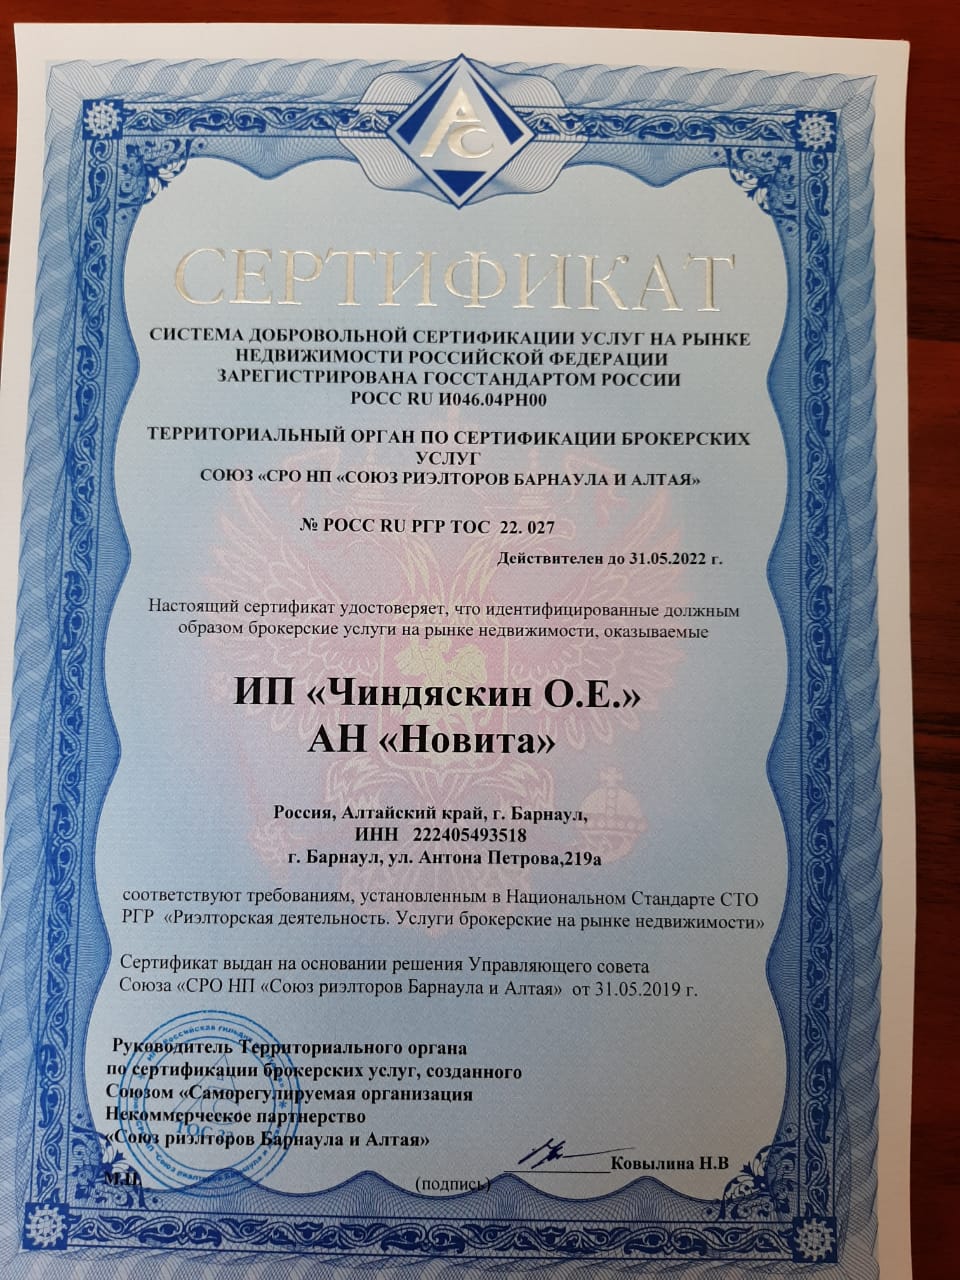 АС
СЕРТИФИКАТ
СИСТЕМА ДОБРОВОЛЬНОЙ СЕРТИФИКАЦИИ УСЛУГ НА РЫНКЕ
НЕДВИЖИМОСТИ РОССИЙСКОЙ ФЕДЕРАЦИИ
ЗАРЕГИСТРИРОВАНА ГОССТАНДАРТОМ РОССИИ
РОСС RU И046.04РН00
ТЕРРИТОРИАЛЬНЫЙ ОРГАН ПО СЕРТИФИКАЦИИ БРОКЕРСКИХ
УСЛУГ
СОЮЗ «СРО НП «СОЮЗ РИЭЛТОРОВ БАРНАУЛА И АЛТАЯ»
№ РОСС RU РГР ТОС 22. 027
Действителен до 31.05.2022 г.
Настоящий сертификат удостоверяет, что идентифицированные должным
образом брокерские услуги на рынке недвижимости, оказываемые
ИП «Чиндяскин О.Е.»
АН «Новита»
Россия, Алтайский край, г. Барнаул,
ИНН 222405493518
г. Барнаул, ул. Антона Петрова,219а
соответствуют требованиям, установленным в Национальном Стандарте СТО
РГР «Риэлторская деятельность. Услуги брокерские на рынке недвижимости»
Сертификат выдан на основании решения Управляющего совета
Союза «СРО НП «Союз риэлторов Барнаула и Алтая» от 31.05.2019 г.
Руководитель Территориального органа
по сертификации брокерских услуг, созданного
Союзом «Саморегулируемая организация
Некоммерческое партнерство
«Союз риэлторов Барнаула и Алтая»
Ковылина Н.В
М.П.
(подпись)